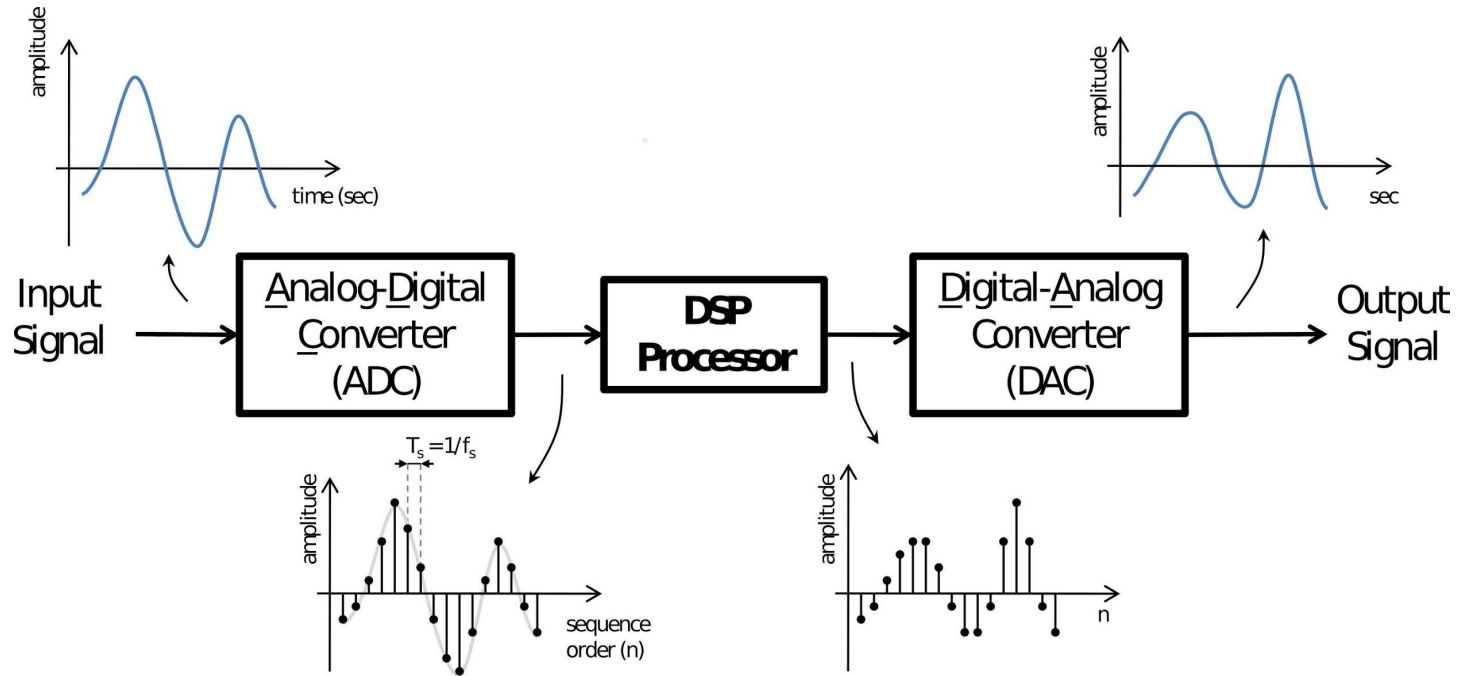 amplitude
time (sec)
amplitude
sec
Input
Signal
Analog-Digital
Converter
(ADC)
DSP
Processor
Digital-Analog
Converter
(DAC)
Output
Signal
Tₛ=1/fₛ
amplitude
sequence
order (n)
amplitude
n